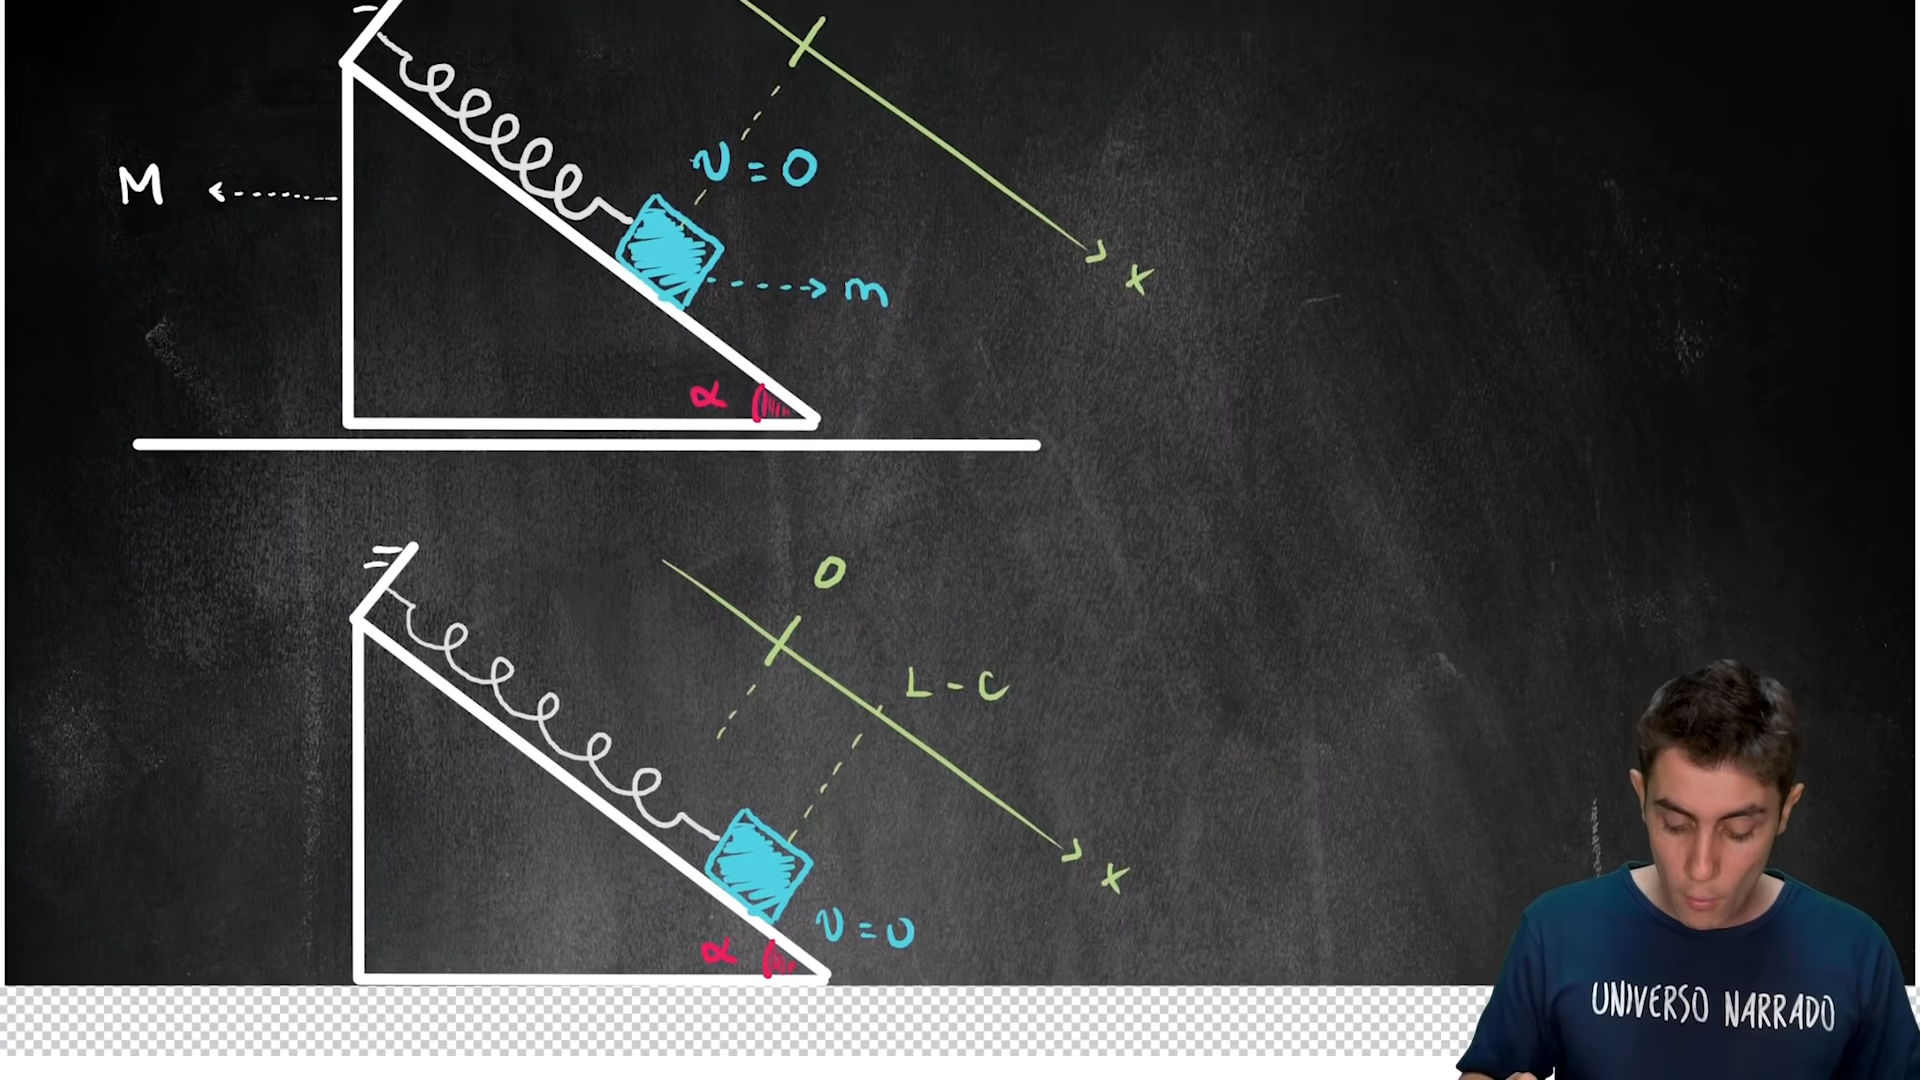 v = 0
M
m
x
α
O
L - C
x
v = 0
α
UNIVERSO NARRADO